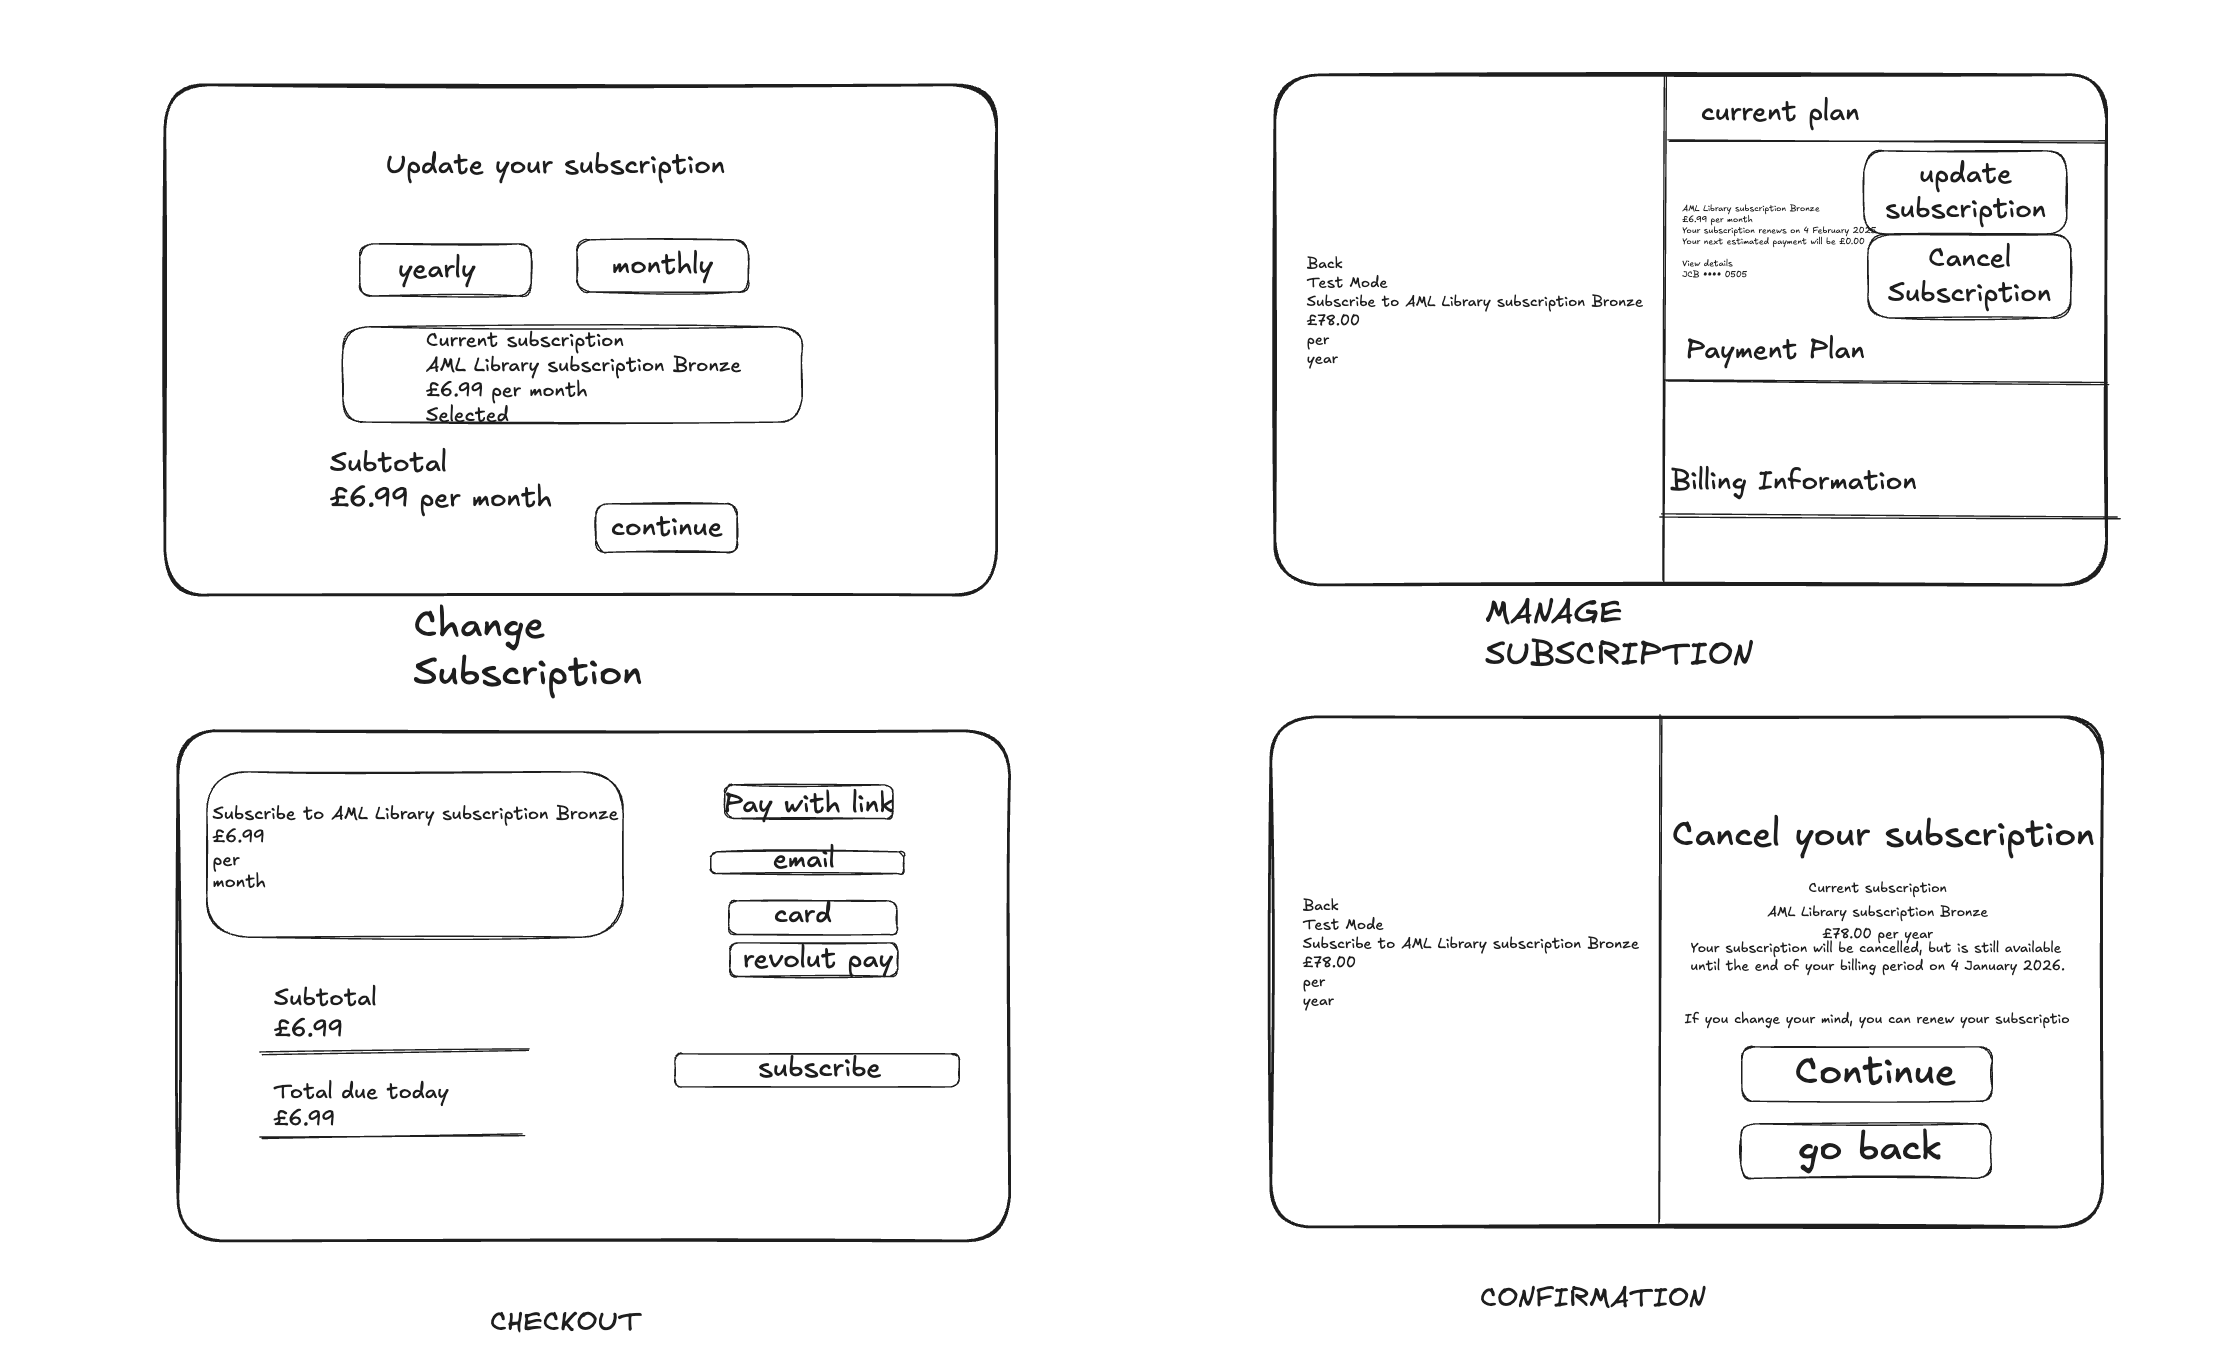 Update your subscription
yearly
monthly
Current subscription
AML Library subscription Bronze
£6.99 per month
Selected
Subtotal
£6.99 per month
continue
Change
Subscription
Back
Test Mode
Subscribe to AML Library subscription Bronze
£78.00
per
year
current plan
AML Library subscription Bronze
£6.99 per month
Your subscription renews on 4 February 2025
Your next estimated payment will be £0.00
View details
JCB •••• 0505
update
subscription
Cancel
Subscription
Payment Plan
Billing Information
MANAGE
SUBSCRIPTION
Subscribe to AML Library subscription Bronze
£6.99
per
month
Subtotal
£6.99
Total due today
£6.99
Pay with link
email
card
revolut pay
subscribe
CHECKOUT
Back
Test Mode
Subscribe to AML Library subscription Bronze
£78.00
per
year
Cancel your subscription
Current subscription
AML Library subscription Bronze
£78.00 per year
Your subscription will be cancelled, but is still available
until the end of your billing period on 4 January 2026.
If you change your mind, you can renew your subscriptio
Continue
go back
CONFIRMATION